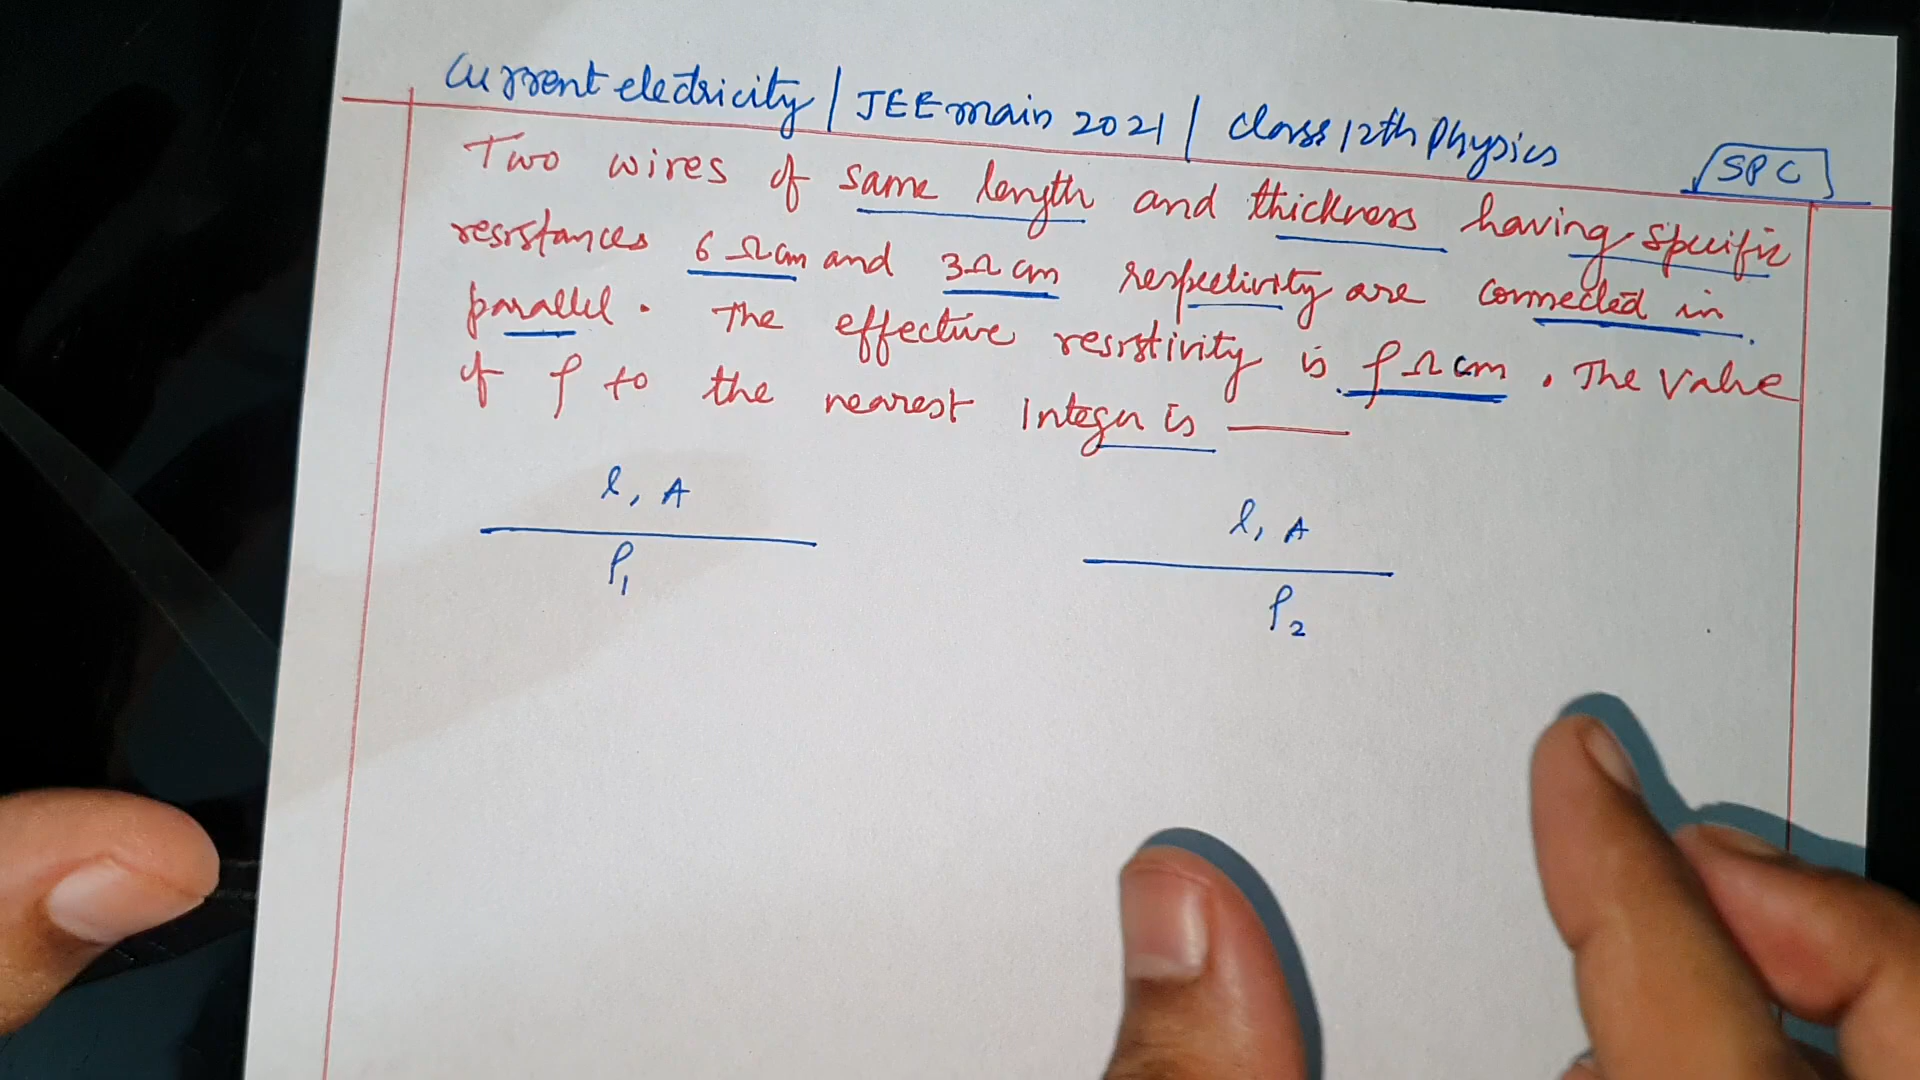 Current electricity | JEE main 2021 | class 12th Physics
SPC
Two wires of same length and thickness having specific
resistances 6 Ω cm and 3 Ω cm respectivity are connected in
parallel. The effective resistivity is ρ Ω cm. The value
of ρ to the nearest Integer is ___
l, A
l, A
ρ1
ρ2